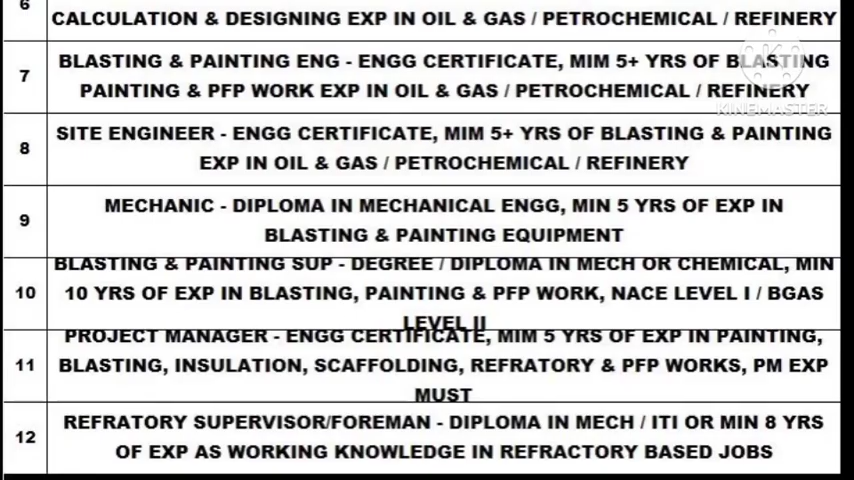 6
CALCULATION & DESIGNING EXP IN OIL & GAS / PETROCHEMICAL / REFINERY
7
BLASTING & PAINTING ENG - ENGG CERTIFICATE, MIM 5+ YRS OF BLASTING
PAINTING & PFP WORK EXP IN OIL & GAS / PETROCHEMICAL / REFINERY
KINEMASTER
8
SITE ENGINEER - ENGG CERTIFICATE, MIM 5+ YRS OF BLASTING & PAINTING
EXP IN OIL & GAS / PETROCHEMICAL / REFINERY
9
MECHANIC - DIPLOMA IN MECHANICAL ENGG, MIN 5 YRS OF EXP IN
BLASTING & PAINTING EQUIPMENT
10
BLASTING & PAINTING SUP - DEGREE / DIPLOMA IN MECH OR CHEMICAL, MIN
10 YRS OF EXP IN BLASTING, PAINTING & PFP WORK, NACE LEVEL I / BGAS
LEVEL II
11
PROJECT MANAGER - ENGG CERTIFICATE, MIM 5 YRS OF EXP IN PAINTING,
BLASTING, INSULATION, SCAFFOLDING, REFRATORY & PFP WORKS, PM EXP
MUST
12
REFRATORY SUPERVISOR/FOREMAN - DIPLOMA IN MECH / ITI OR MIN 8 YRS
OF EXP AS WORKING KNOWLEDGE IN REFRACTORY BASED JOBS